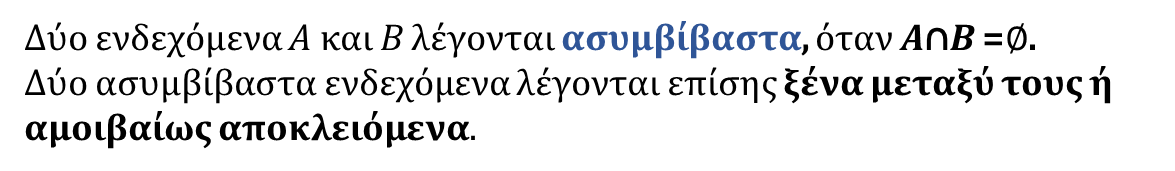 Δύο ενδεχόμενα A και B λέγονται ασυμβίβαστα, όταν A∩B =∅.
Δύο ασυμβίβαστα ενδεχόμενα λέγονται επίσης ξένα μεταξύ τους ή
αμοιβαίως αποκλειόμενα.